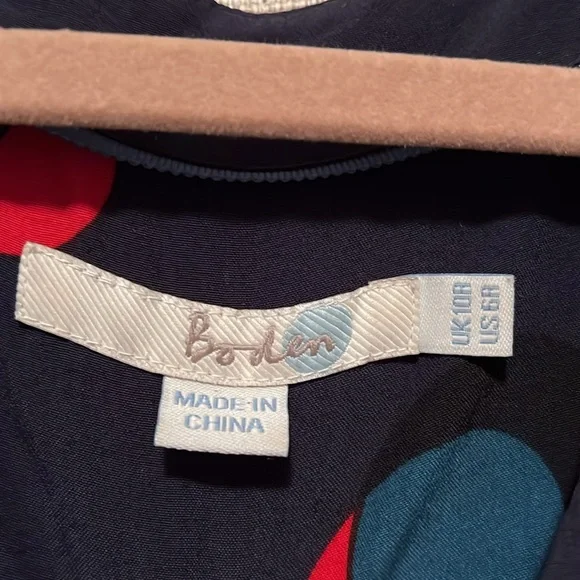 Boden
UK10R
US6R
MADE-IN
CHINA